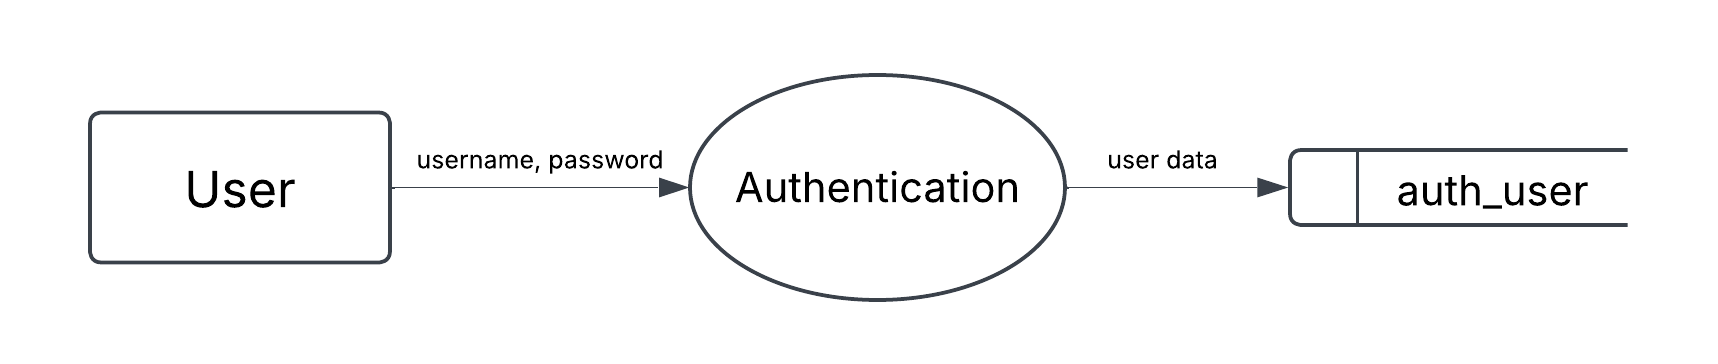 User
username, password
Authentication
user data
auth_user